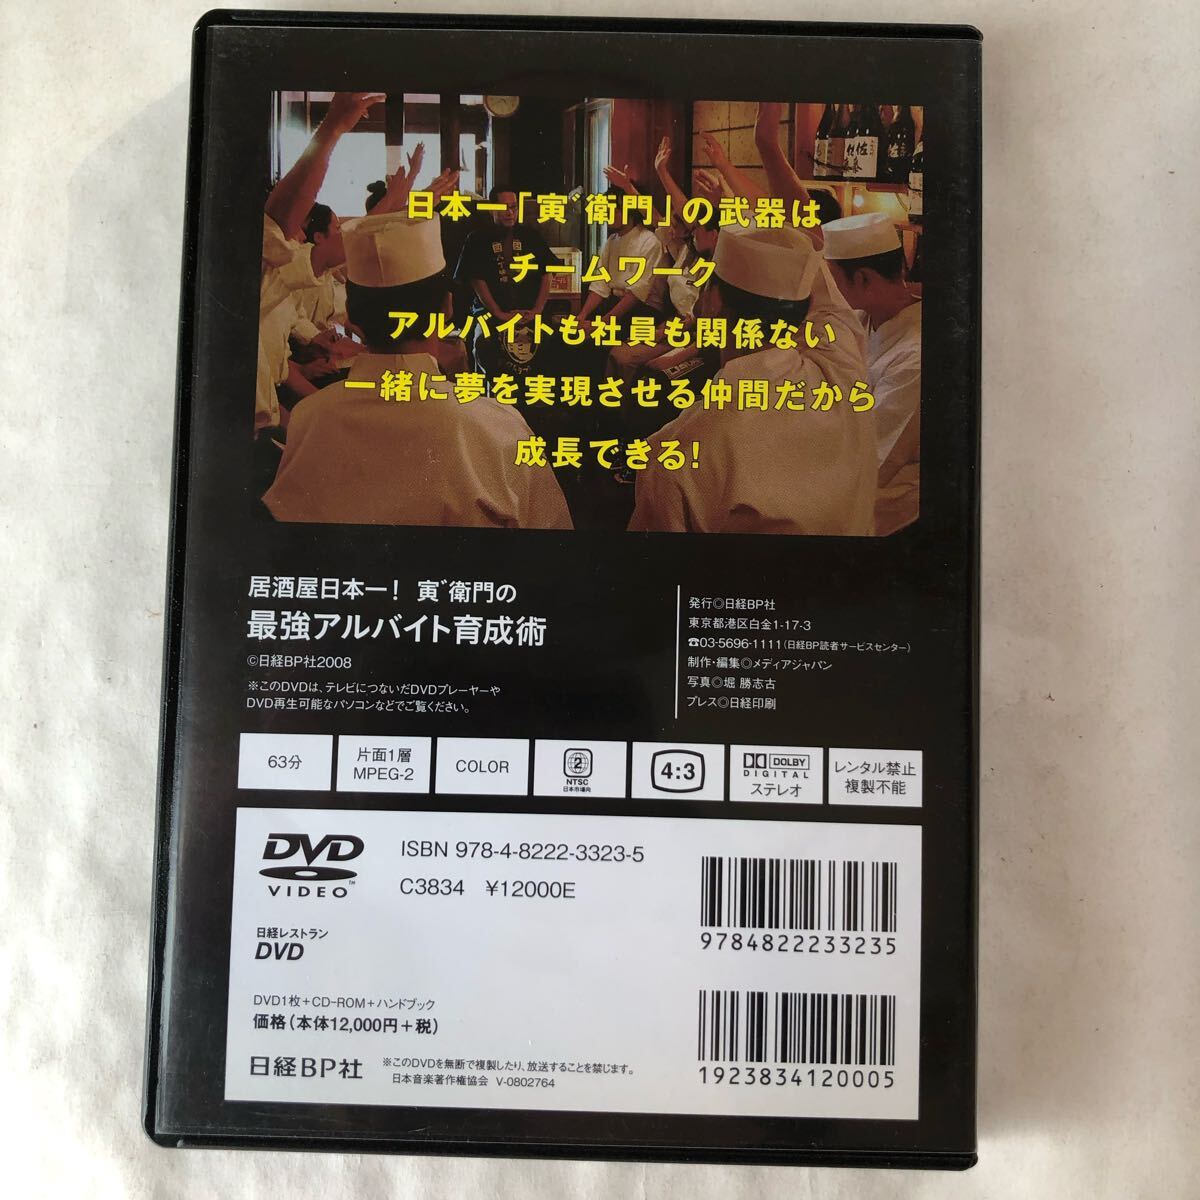 日本一「寅゛衛門」の武器は
チームワーク
アルバイトも社員も関係ない
一緒に夢を実現させる仲間だから
成長できる!
居酒屋日本一! 寅゛衛門の
最強アルバイト育成術
©日経BP社2008
※このDVDは、テレビにつないだDVDプレーヤーや
DVD再生可能なパソコンなどでご覧ください。
発行◎日経BP社
東京都港区白金1-17-3
☎03-5696-1111(日経BP読者サービスセンター)
制作・編集◎メディアジャパン
写真◎堀 勝志古
プレス◎日経印刷
63分
片面1層
MPEG-2
COLOR
2
NTSC
日本市場向
4:3
DOLBY
DIGITAL
ステレオ
レンタル禁止
複製不能
DVD
VIDEO™
ISBN 978-4-8222-3323-5
C3834 ¥12000E
9784822233235
日経レストラン
DVD
DVD1枚+CD-ROM+ハンドブック
価格(本体12,000円+税)
1923834120005
日経BP社
※このDVDを無断で複製したり、放送することを禁じます。
日本音楽著作権協会 V-0802764